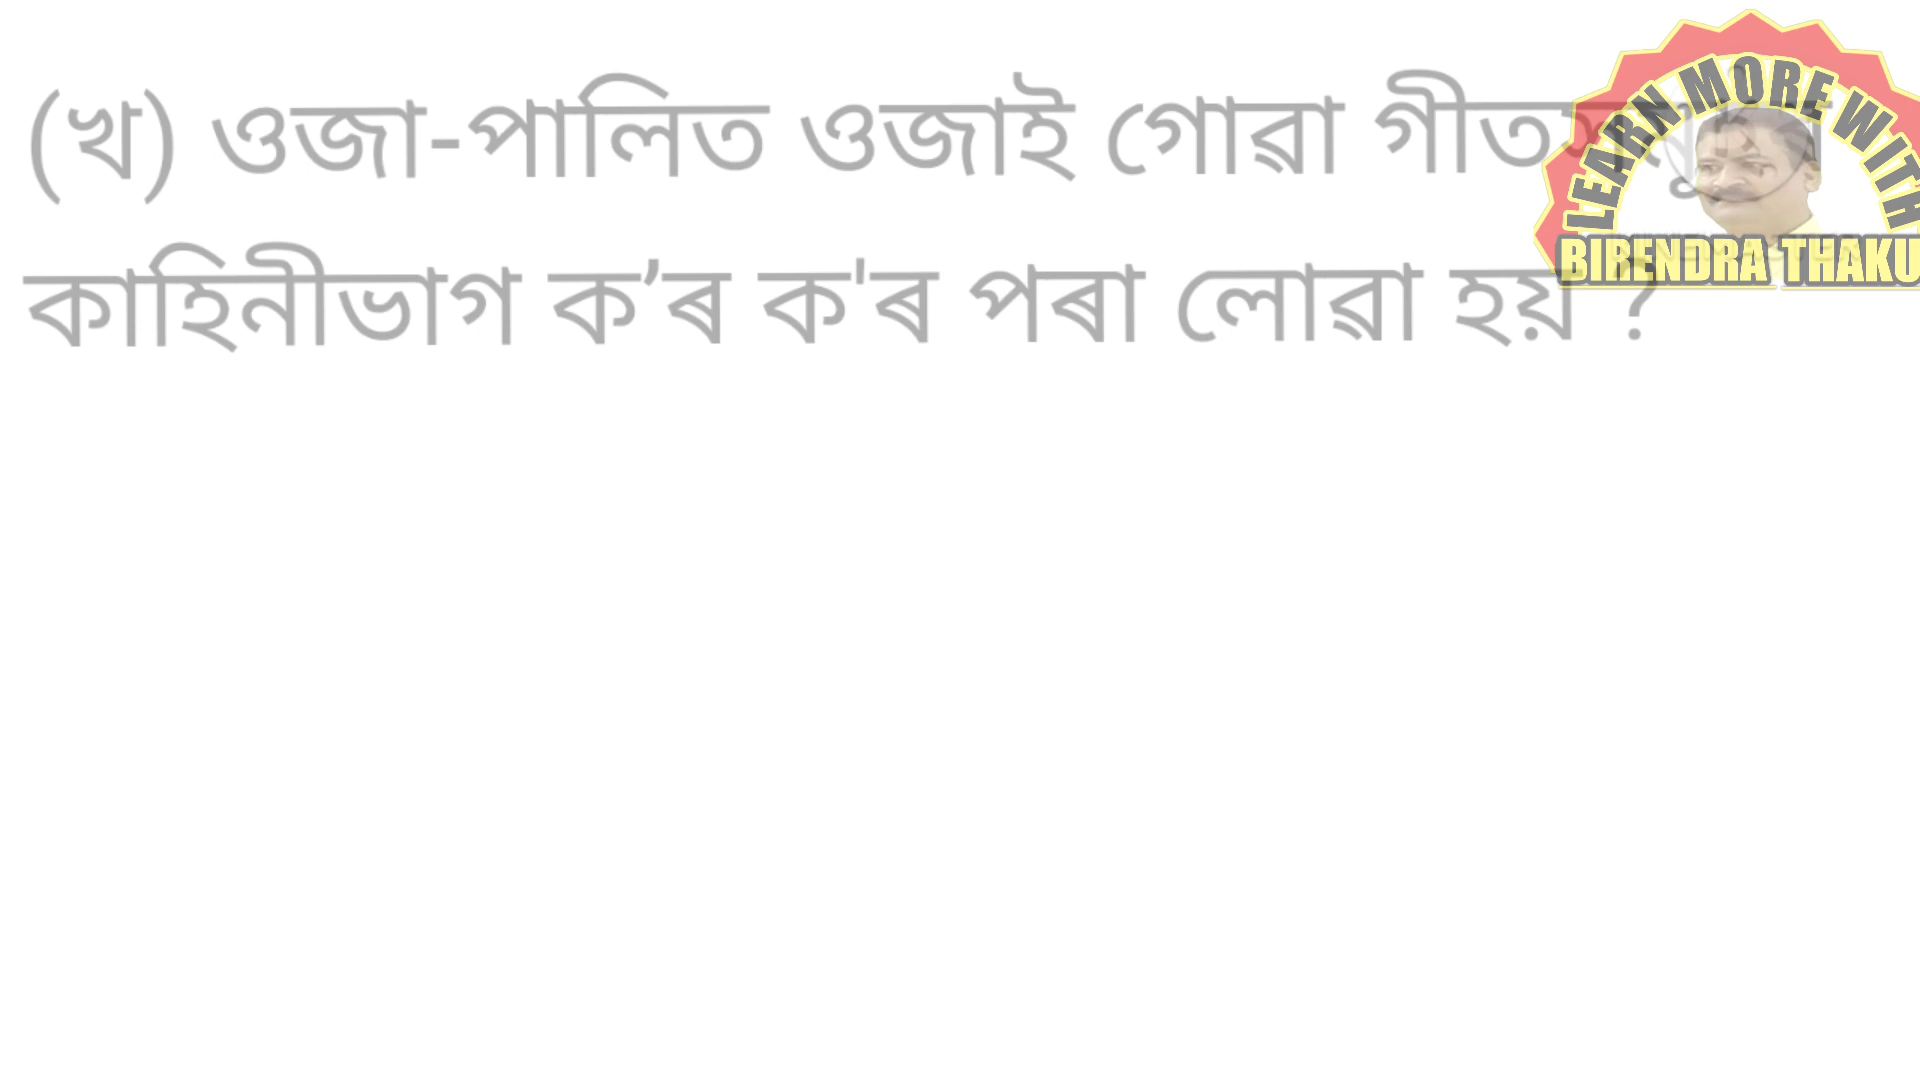 (খ) ওজা-পালিত ওজাই গোৱা
কাহিনীভাগ ক’ৰ ক'ৰ পৰা লোৱা হয় ?
LEARN MORE WITH
BIRENDRA THAKU